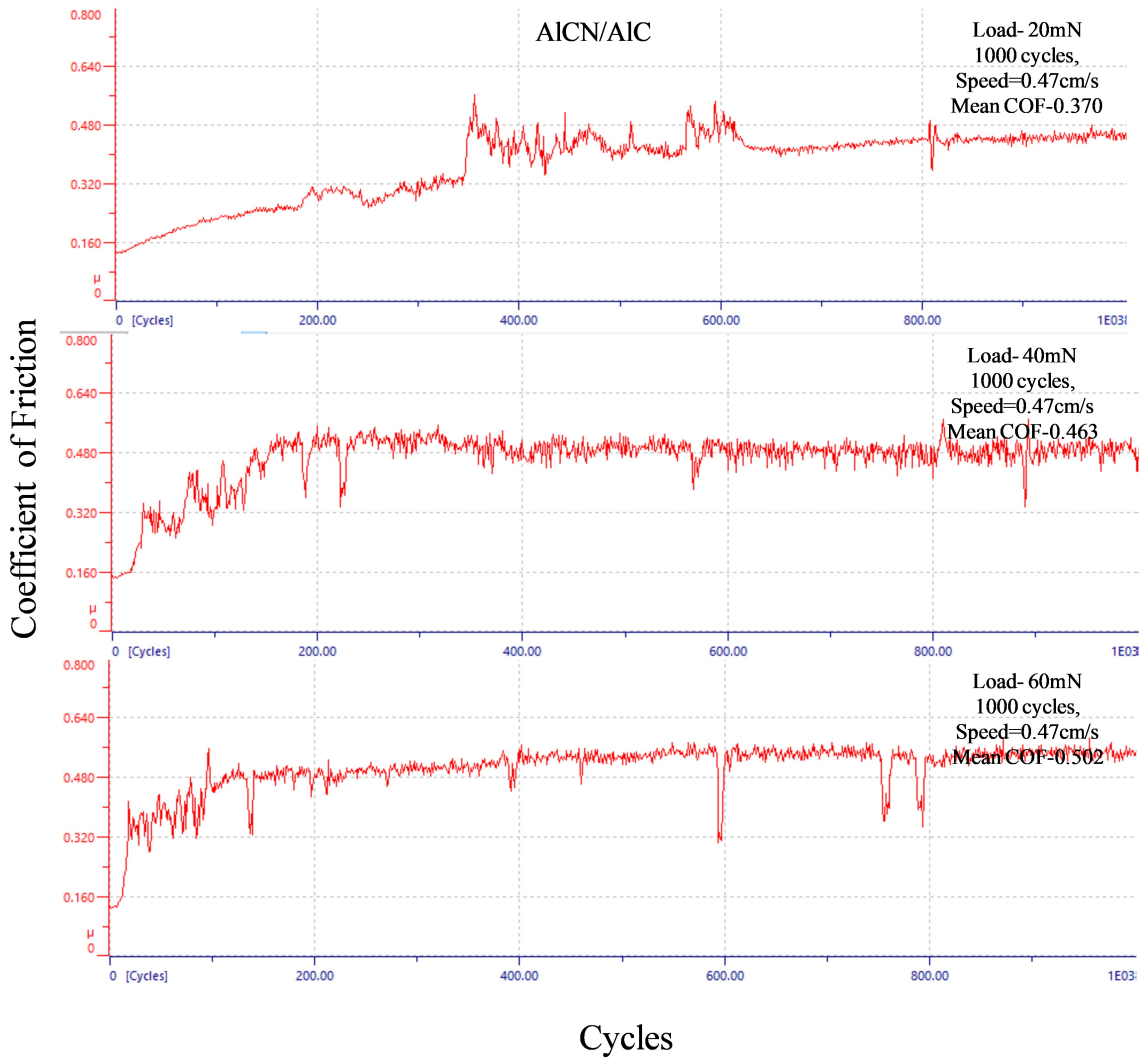 AlCN/AlC
Load- 20mN
1000 cycles,
Speed=0.47cm/s
Mean COF-0.370
0.800
0.640
0.480
0.320
0.160
µ
0
0 [Cycles] 200.00 400.00 600.00 800.00 1E03
Coefficient of Friction
Load- 40mN
1000 cycles,
Speed=0.47cm/s
Mean COF-0.463
0.800
0.640
0.480
0.320
0.160
µ
0
0 [Cycles] 200.00 400.00 600.00 800.00 1E03
Load- 60mN
1000 cycles,
Speed=0.47cm/s
Mean COF-0.502
0.800
0.640
0.480
0.320
0.160
µ
0
0 [Cycles] 200.00 400.00 600.00 800.00 1E03
Cycles